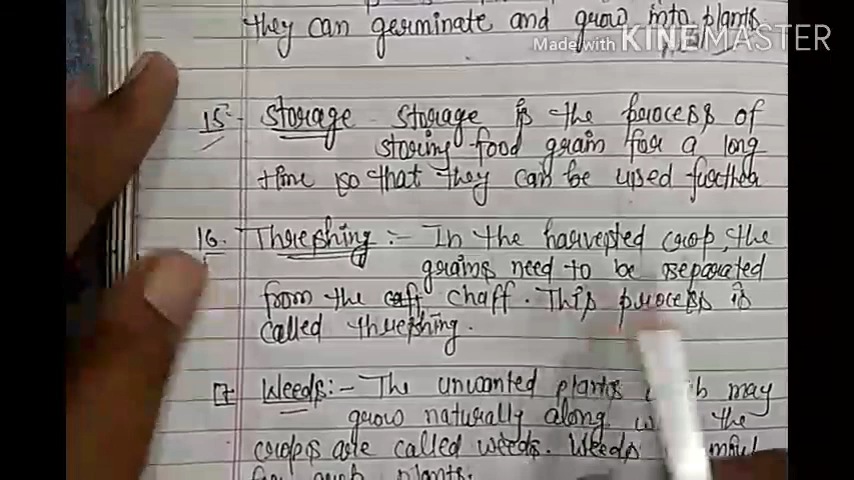 they can germinate and grow into plants
Made with KINEMASTER
15 - Storage - Storage is the process of
storing food grain for a long
time so that they can be used further
16. Threshing :- In the harvested crop, the
grains need to be separated
from the chaff. This process is
called threshing.
Weeds :- The unwanted plants may
grow naturally along the
crops are called weeds. Weeds
plants.